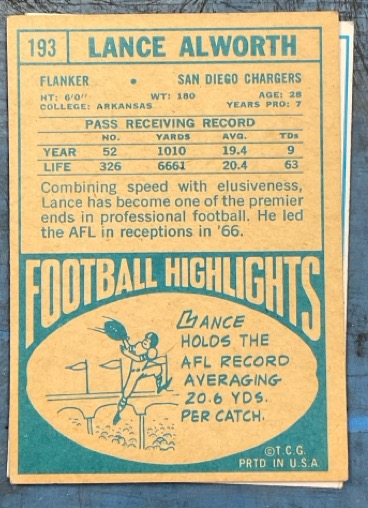 193 LANCE ALWORTH
FLANKER • SAN DIEGO CHARGERS
HT: 6'0" WT: 180 AGE: 28
COLLEGE: ARKANSAS YEARS PRO: 7
PASS RECEIVING RECORD
NO. YARDS AVG. TDs
YEAR 52 1010 19.4 9
LIFE 326 6661 20.4 63
Combining speed with elusiveness,
Lance has become one of the premier
ends in professional football. He led
the AFL in receptions in '66.
FOOTBALL HIGHLIGHTS
LANCE
HOLDS THE
AFL RECORD
AVERAGING
20.6 YDS.
PER CATCH.
©T.C.G.
PRTD. IN U.S.A.